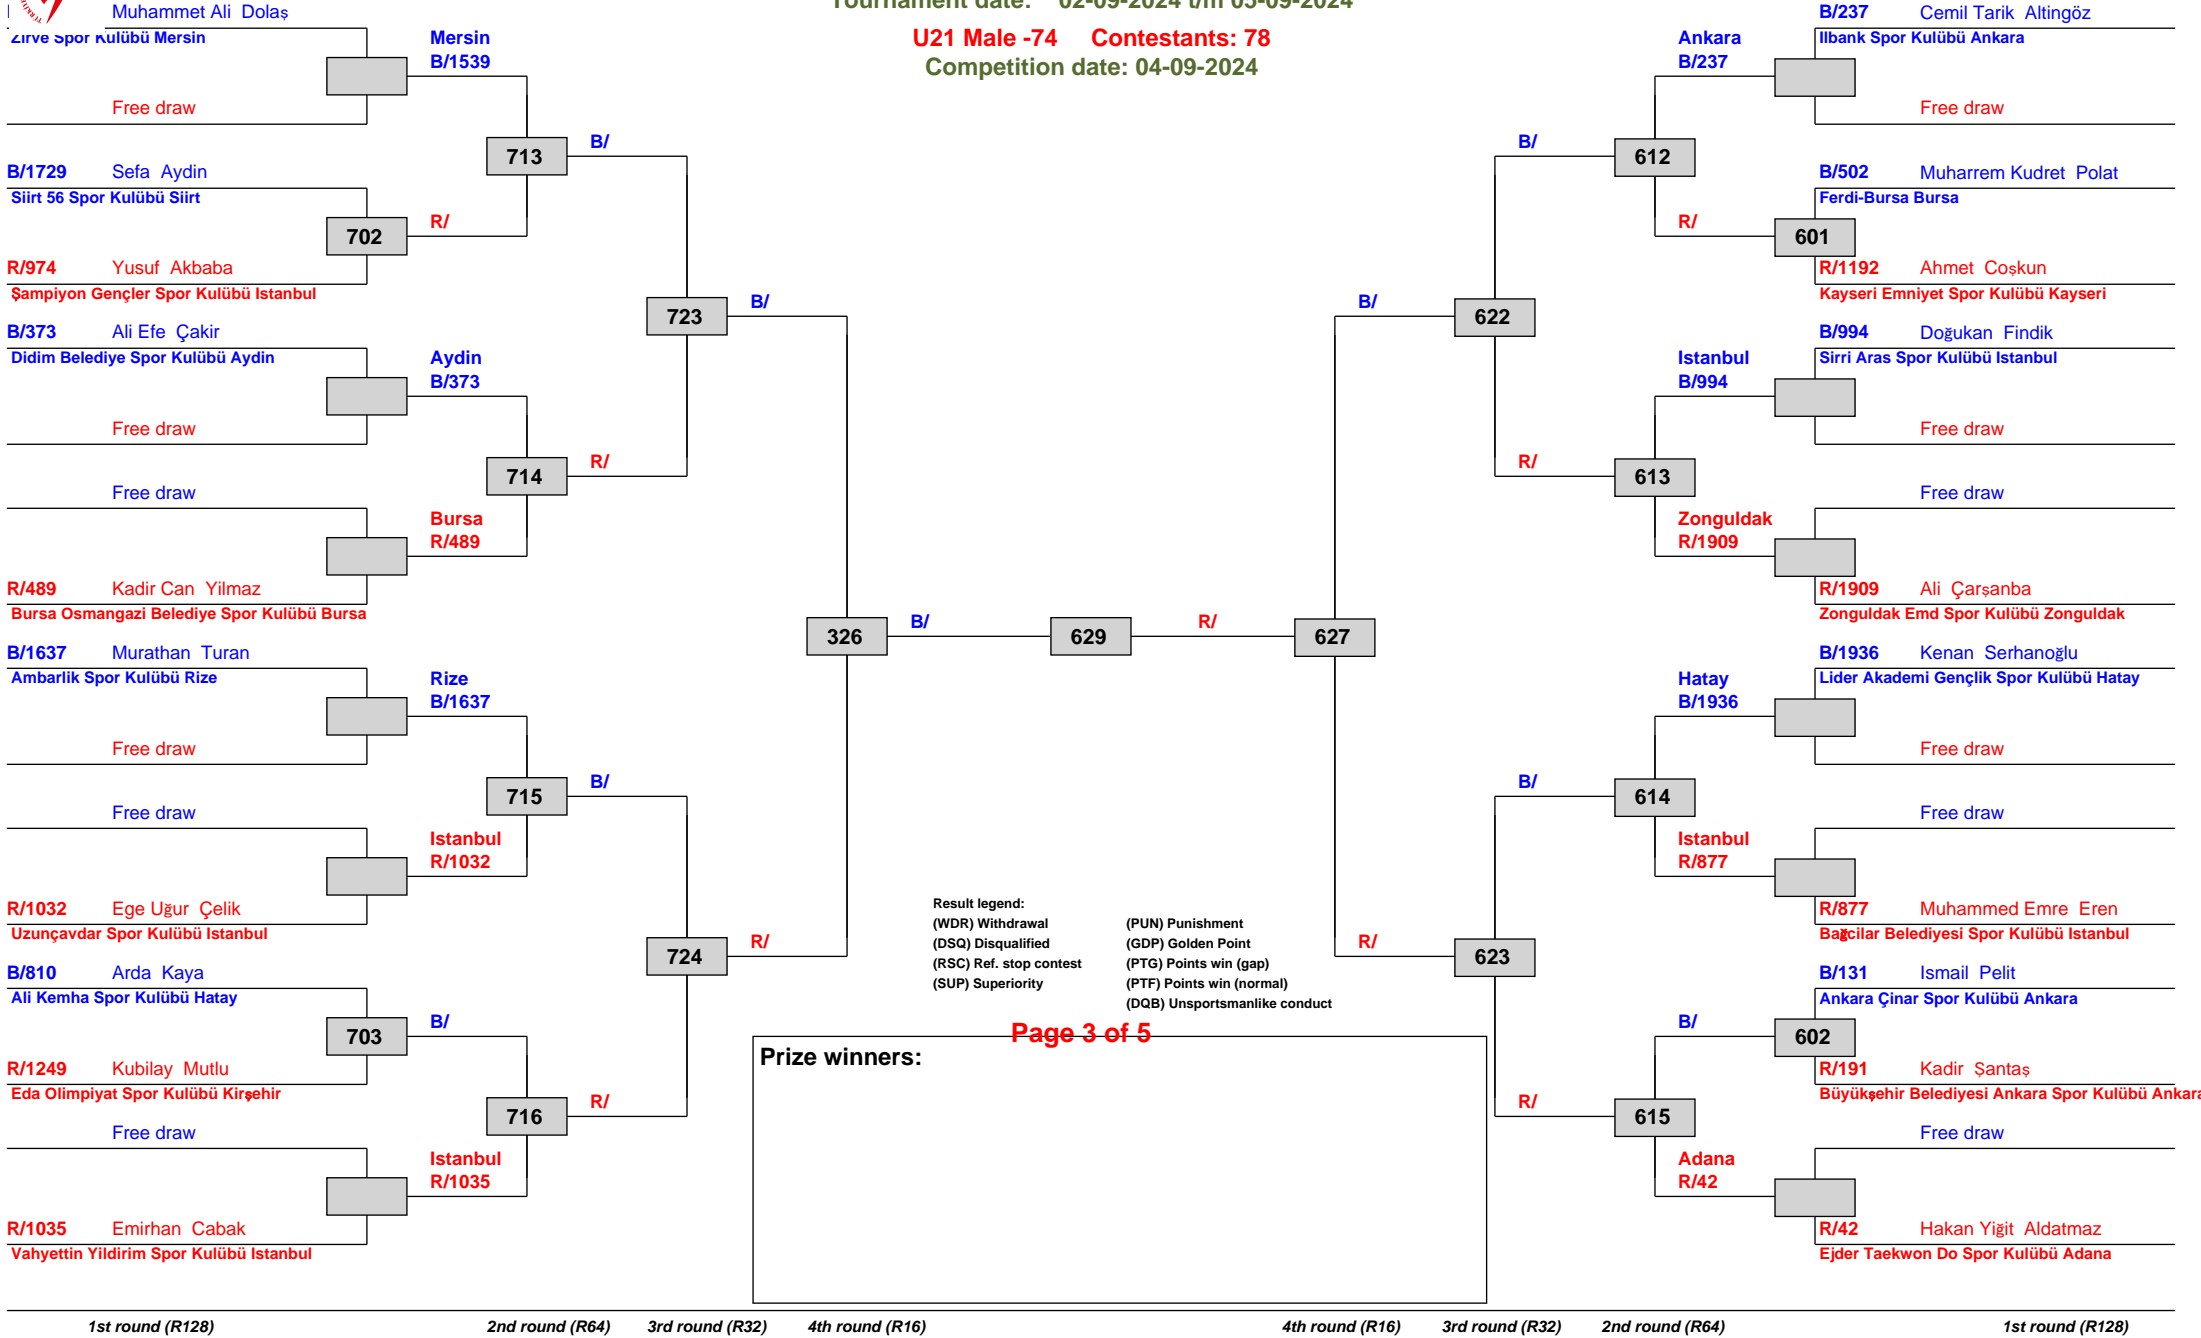 Tournament date: 02-09-2024 t/m 05-09-2024
U21 Male -74 Contestants: 78
Competition date: 04-09-2024
Muhammet Ali Dolaş
Zirve Spor Kulübü Mersin
Free draw
Mersin
B/1539
713
B/
B/1729 Sefa Aydin
Siirt 56 Spor Kulübü Siirt
702
R/
R/974 Yusuf Akbaba
Şampiyon Gençler Spor Kulübü Istanbul
723
B/
B/373 Ali Efe Çakir
Didim Belediye Spor Kulübü Aydin
Aydin
B/373
Free draw
714
R/
Free draw
Bursa
R/489
R/489 Kadir Can Yilmaz
Bursa Osmangazi Belediye Spor Kulübü Bursa
326
B/
629
B/1637 Murathan Turan
Ambarlik Spor Kulübü Rize
Rize
B/1637
Free draw
715
B/
Free draw
Istanbul
R/1032
R/1032 Ege Uğur Çelik
Uzunçavdar Spor Kulübü Istanbul
724
R/
B/810 Arda Kaya
Ali Kemha Spor Kulübü Hatay
703
B/
R/1249 Kubilay Mutlu
Eda Olimpiyat Spor Kulübü Kirşehir
716
R/
Free draw
Istanbul
R/1035
R/1035 Emirhan Cabak
Vahyettin Yildirim Spor Kulübü Istanbul
B/237 Cemil Tarik Altingöz
Ilbank Spor Kulübü Ankara
Ankara
B/237
Free draw
B/
612
B/502 Muharrem Kudret Polat
Ferdi-Bursa Bursa
R/
601
R/1192 Ahmet Coşkun
Kayseri Emniyet Spor Kulübü Kayseri
B/
622
B/994 Doğukan Findik
Sirri Aras Spor Kulübü Istanbul
Istanbul
B/994
Free draw
R/
613
Free draw
Zonguldak
R/1909
R/1909 Ali Çarşanba
Zonguldak Emd Spor Kulübü Zonguldak
R/
627
B/1936 Kenan Serhanoğlu
Lider Akademi Gençlik Spor Kulübü Hatay
Hatay
B/1936
Free draw
B/
614
Free draw
Istanbul
R/877
R/877 Muhammed Emre Eren
Bağcilar Belediyesi Spor Kulübü Istanbul
R/
623
B/131 Ismail Pelit
Ankara Çinar Spor Kulübü Ankara
B/
602
R/191 Kadir Şantaş
Büyükşehir Belediyesi Ankara Spor Kulübü Ankara
R/
615
Free draw
Adana
R/42
R/42 Hakan Yiğit Aldatmaz
Ejder Taekwon Do Spor Kulübü Adana
Result legend:
(WDR) Withdrawal (PUN) Punishment
(DSQ) Disqualified (GDP) Golden Point
(RSC) Ref. stop contest (PTG) Points win (gap)
(SUP) Superiority (PTF) Points win (normal)
(DQB) Unsportsmanlike conduct
Page 3 of 5
Prize winners:
1st round (R128) 2nd round (R64) 3rd round (R32) 4th round (R16) 4th round (R16) 3rd round (R32) 2nd round (R64) 1st round (R128)